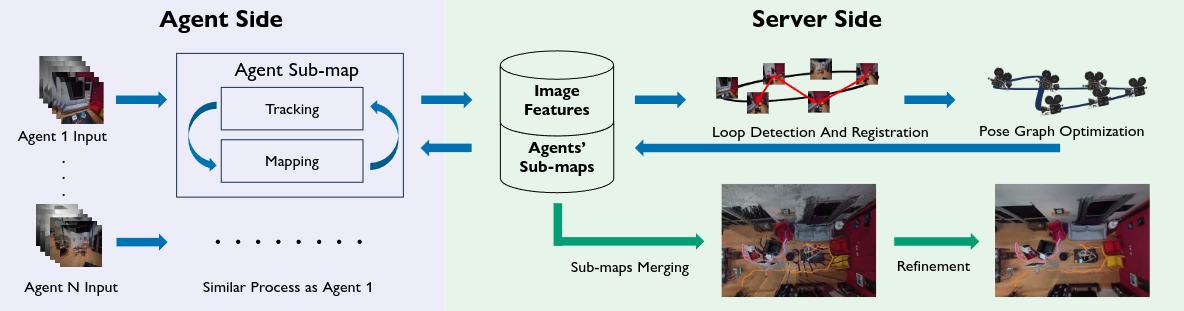 Agent Side
Server Side
Agent Sub-map
Tracking
Mapping
Agent 1 Input
Agent N Input
Similar Process as Agent 1
Image
Features
Agents'
Sub-maps
Loop Detection And Registration
Pose Graph Optimization
Sub-maps Merging
Refinement